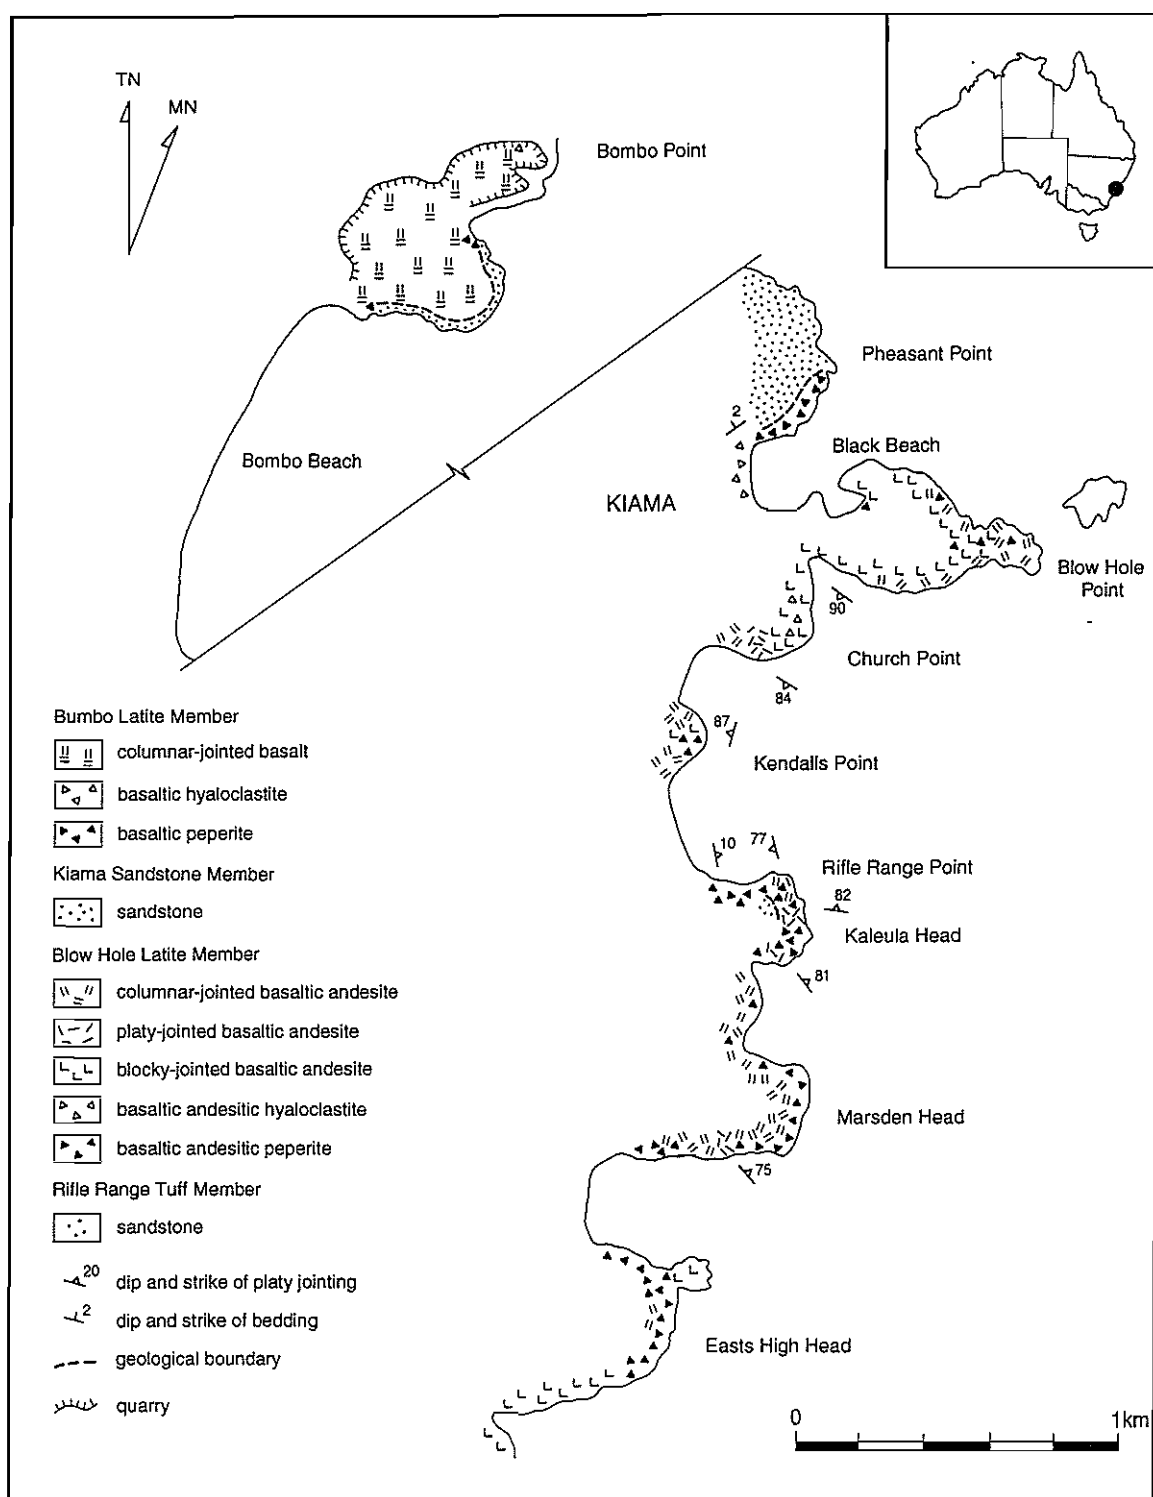 TN
MN
Bombo Point
Pheasant Point
2
Black Beach
Bombo Beach
KIAMA
Blow Hole
Point
90
Church Point
84
87
Kendalls Point
10
77
Rifle Range Point
82
Kaleula Head
81
Marsden Head
75
Easts High Head
0
1km
Bumbo Latite Member
columnar-jointed basalt
basaltic hyaloclastite
basaltic peperite
Kiama Sandstone Member
sandstone
Blow Hole Latite Member
columnar-jointed basaltic andesite
platy-jointed basaltic andesite
blocky-jointed basaltic andesite
basaltic andesitic hyaloclastite
basaltic andesitic peperite
Rifle Range Tuff Member
sandstone
20
dip and strike of platy jointing
2
dip and strike of bedding
geological boundary
quarry